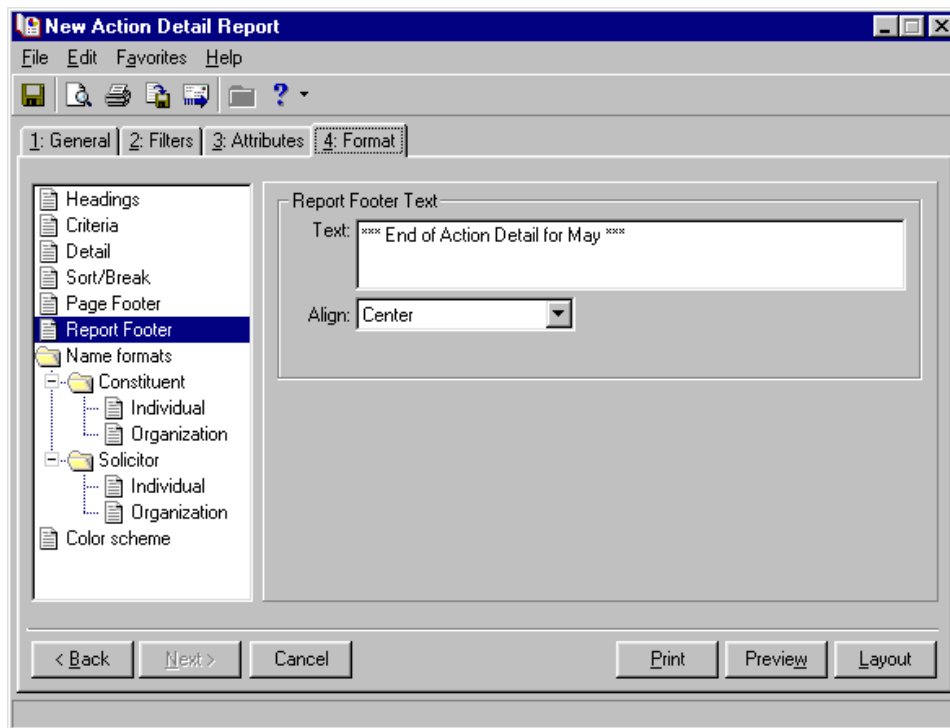 New Action Detail Report
File Edit Favorites Help
?
1: General 2: Filters 3: Attributes 4: Format
Headings
Criteria
Detail
Sort/Break
Page Footer
Report Footer
Name formats
Constituent
Individual
Organization
Solicitor
Individual
Organization
Color scheme
Report Footer Text
Text: *** End of Action Detail for May ***
Align: Center
< Back Next > Cancel Print Preview Layout